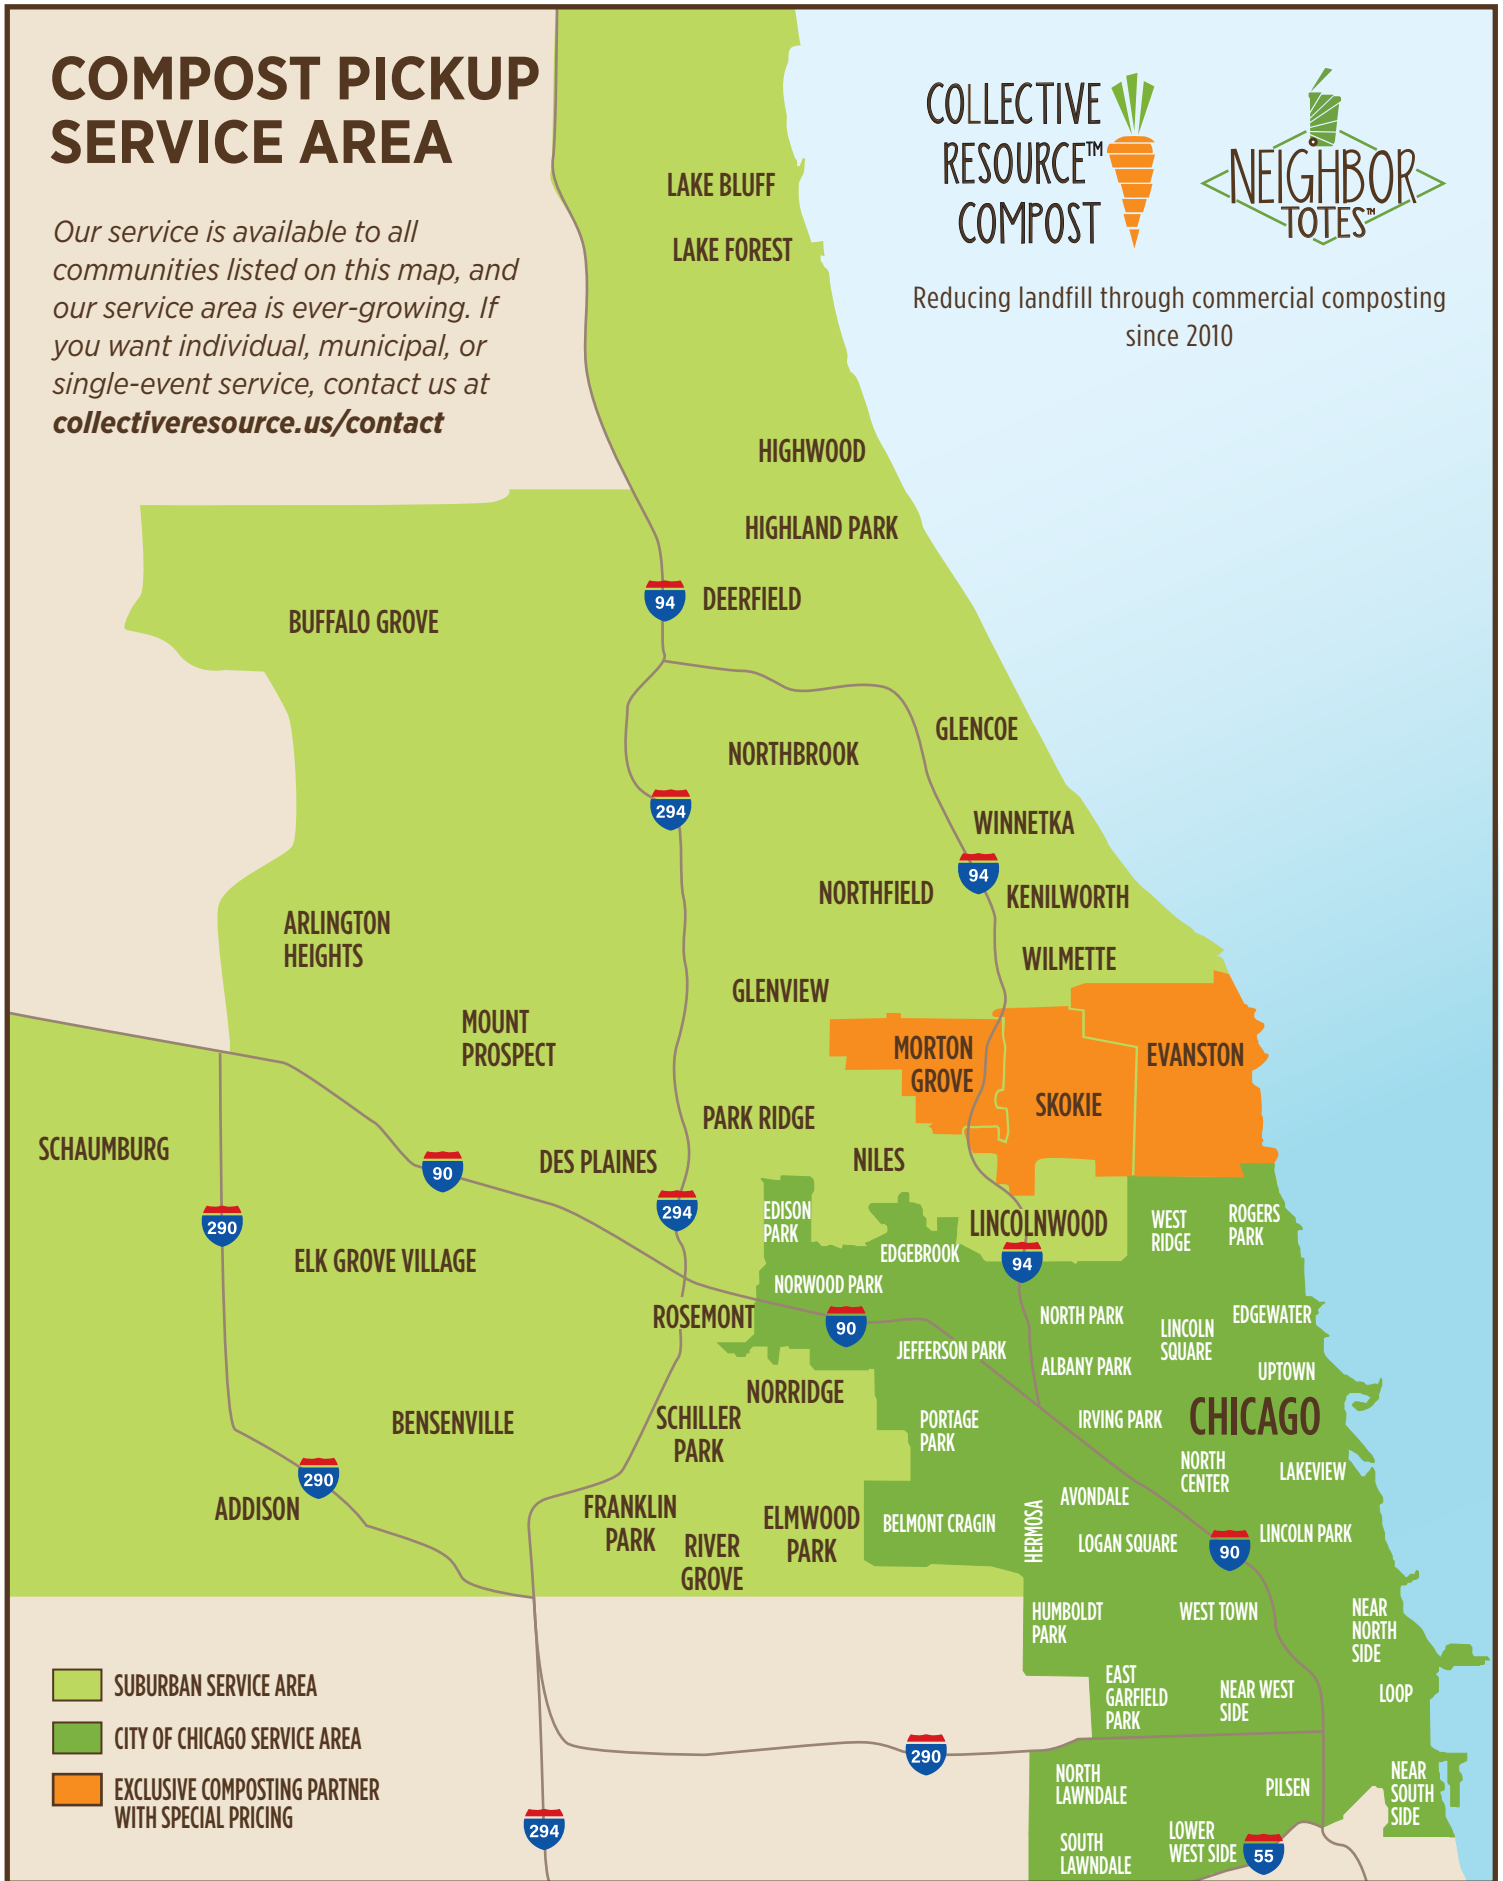 COMPOST PICKUP
SERVICE AREA
Our service is available to all
communities listed on this map, and
our service area is ever-growing. If
you want individual, municipal, or
single-event service, contact us at
collectiveresource.us/contact
COLLECTIVE
RESOURCE™
COMPOST
NEIGHBOR
TOTES™
Reducing landfill through commercial composting
since 2010
LAKE BLUFF
LAKE FOREST
HIGHWOOD
HIGHLAND PARK
94
DEERFIELD
BUFFALO GROVE
GLENCOE
NORTHBROOK
294
WINNETKA
94
NORTHFIELD
KENILWORTH
ARLINGTON
HEIGHTS
WILMETTE
GLENVIEW
MOUNT
PROSPECT
MORTON
GROVE
EVANSTON
SKOKIE
PARK RIDGE
SCHAUMBURG
DES PLAINES
NILES
90
294
290
EDISON
PARK
LINCOLNWOOD
WEST
RIDGE
ROGERS
PARK
ELK GROVE VILLAGE
EDGEBROOK
94
NORWOOD PARK
ROSEMONT
90
NORTH PARK
LINCOLN
SQUARE
EDGEWATER
JEFFERSON PARK
ALBANY PARK
UPTOWN
NORRIDGE
BENSENVILLE
SCHILLER
PARK
PORTAGE
PARK
IRVING PARK
CHICAGO
290
NORTH
CENTER
LAKEVIEW
ADDISON
FRANKLIN
PARK
RIVER
GROVE
ELMWOOD
PARK
BELMONT CRAGIN
HERMOSA
AVONDALE
LOGAN SQUARE
90
LINCOLN PARK
HUMBOLDT
PARK
WEST TOWN
NEAR
NORTH
SIDE
EAST
GARFIELD
PARK
NEAR WEST
SIDE
LOOP
290
NORTH
LAWNDALE
PILSEN
NEAR
SOUTH
SIDE
294
SOUTH
LAWNDALE
LOWER
WEST SIDE
55
SUBURBAN SERVICE AREA
CITY OF CHICAGO SERVICE AREA
EXCLUSIVE COMPOSTING PARTNER
WITH SPECIAL PRICING